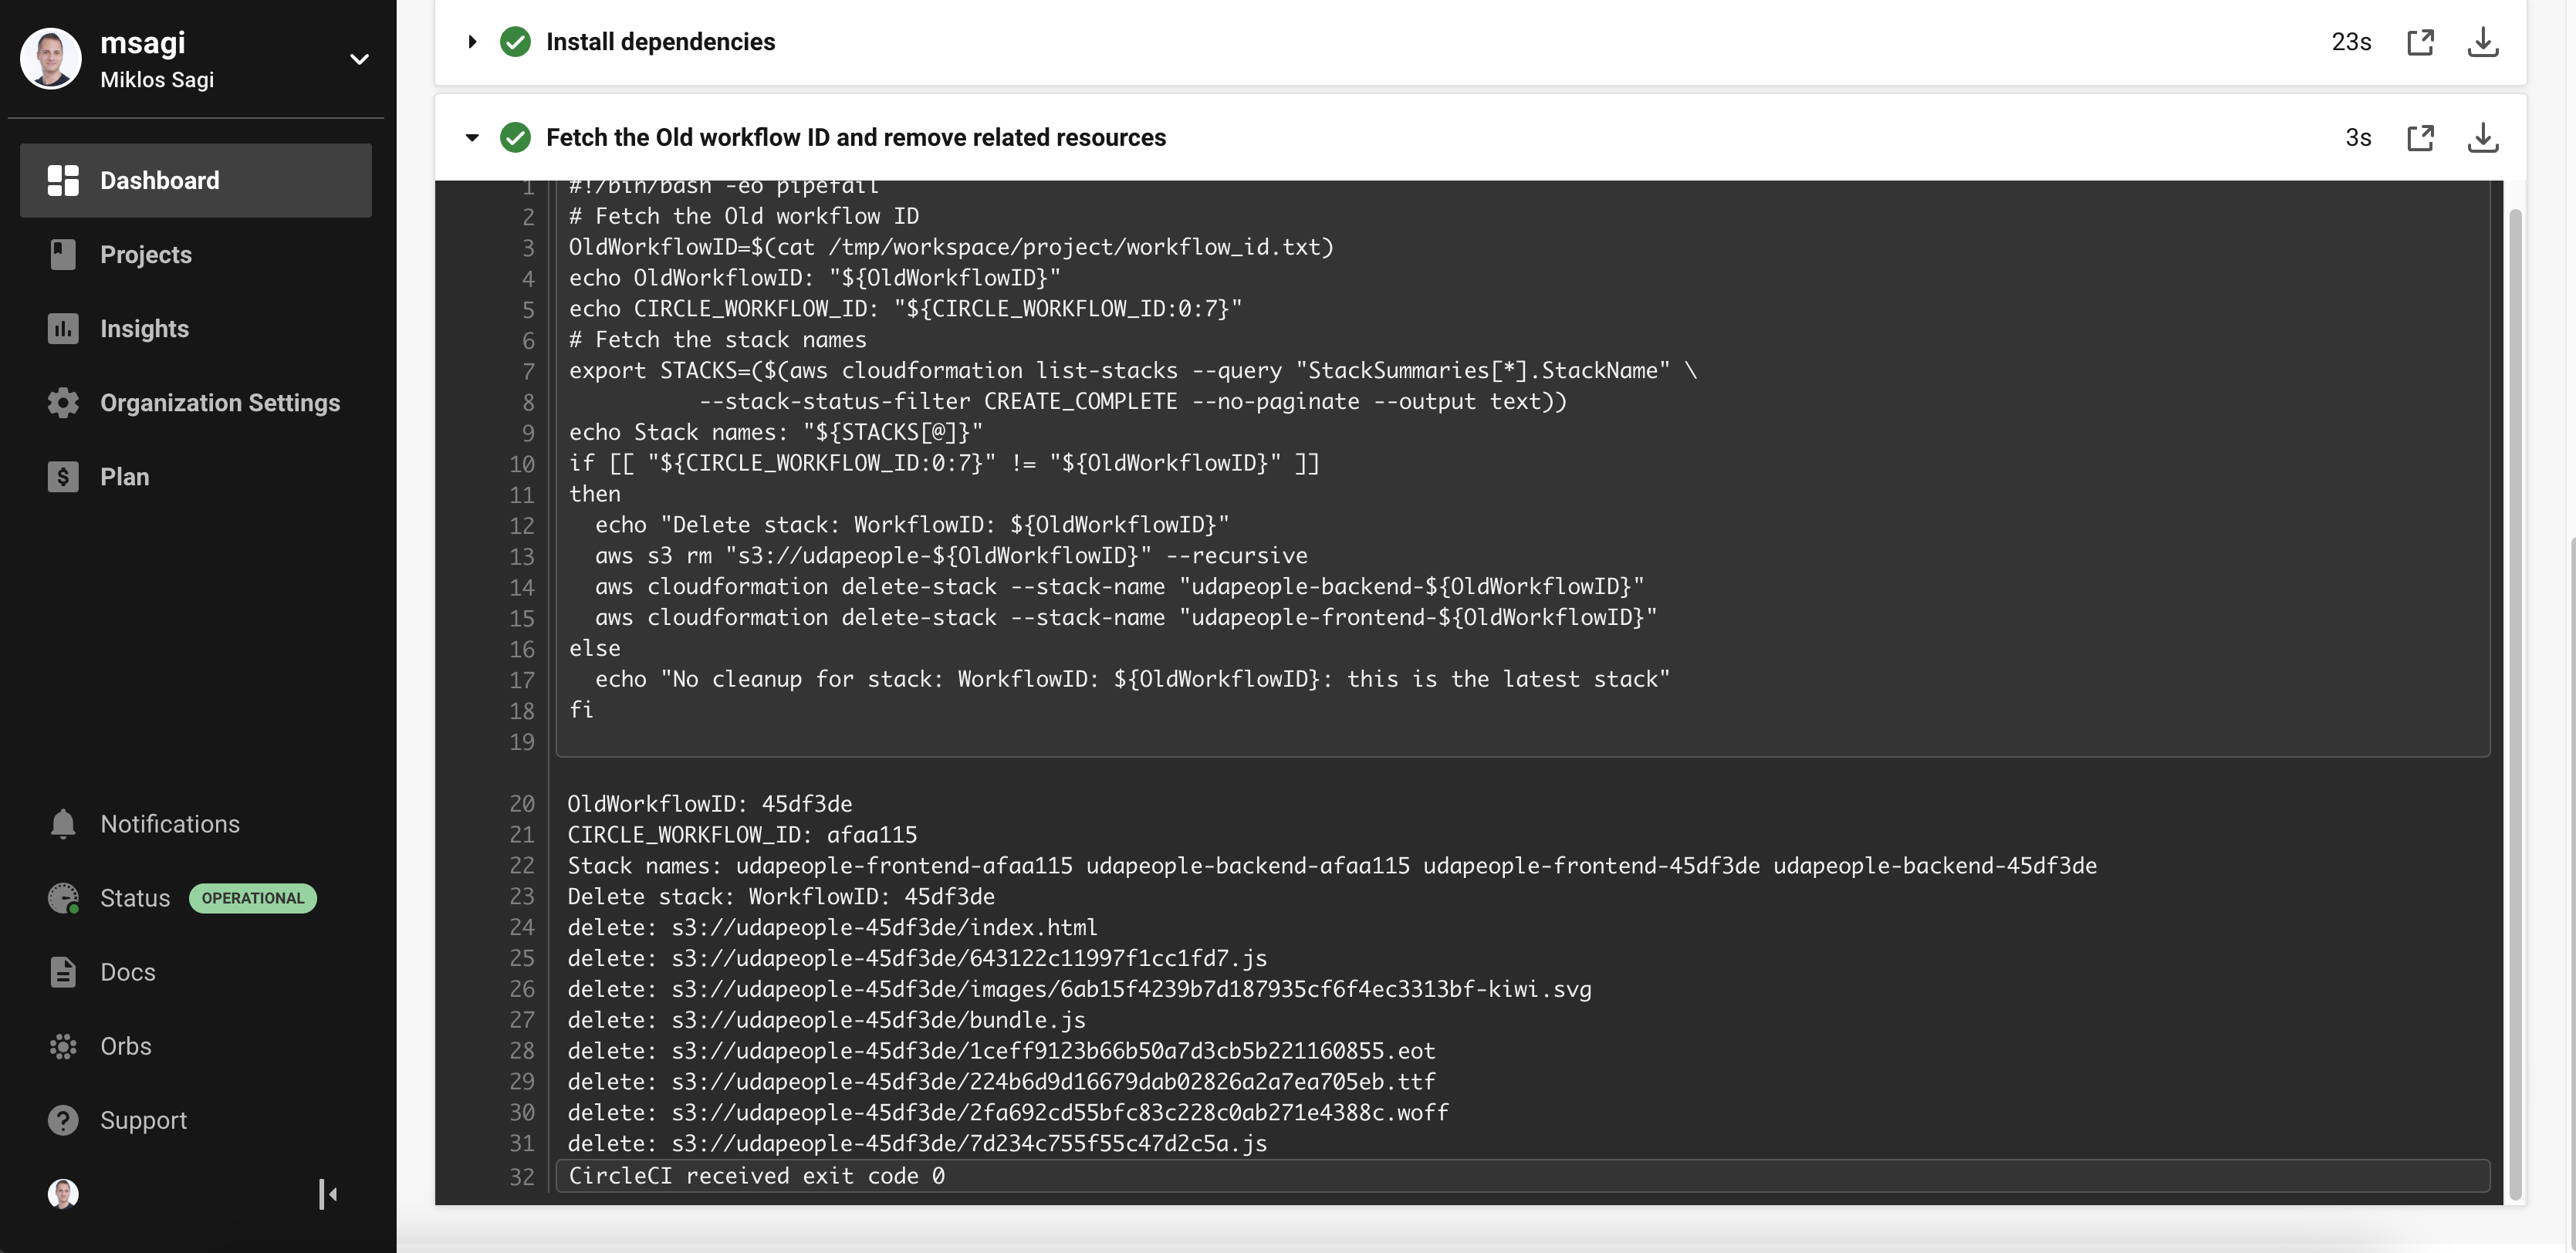 msagi
Miklos Sagi
Dashboard
Projects
Insights
Organization Settings
Plan
Notifications
Status OPERATIONAL
Docs
Orbs
Support
Install dependencies 23s
Fetch the Old workflow ID and remove related resources 3s
1 #!/bin/bash -eo pipefail
2 # Fetch the Old workflow ID
3 OldWorkflowID=$(cat /tmp/workspace/project/workflow_id.txt)
4 echo OldWorkflowID: "${OldWorkflowID}"
5 echo CIRCLE_WORKFLOW_ID: "${CIRCLE_WORKFLOW_ID:0:7}"
6 # Fetch the stack names
7 export STACKS=($(aws cloudformation list-stacks --query "StackSummaries[*].StackName" \
8           --stack-status-filter CREATE_COMPLETE --no-paginate --output text))
9 echo Stack names: "${STACKS[@]}"
10 if [[ "${CIRCLE_WORKFLOW_ID:0:7}" != "${OldWorkflowID}" ]]
11 then
12   echo "Delete stack: WorkflowID: ${OldWorkflowID}"
13   aws s3 rm "s3://udapeople-${OldWorkflowID}" --recursive
14   aws cloudformation delete-stack --stack-name "udapeople-backend-${OldWorkflowID}"
15   aws cloudformation delete-stack --stack-name "udapeople-frontend-${OldWorkflowID}"
16 else
17   echo "No cleanup for stack: WorkflowID: ${OldWorkflowID}: this is the latest stack"
18 fi
19
20 OldWorkflowID: 45df3de
21 CIRCLE_WORKFLOW_ID: afaa115
22 Stack names: udapeople-frontend-afaa115 udapeople-backend-afaa115 udapeople-frontend-45df3de udapeople-backend-45df3de
23 Delete stack: WorkflowID: 45df3de
24 delete: s3://udapeople-45df3de/index.html
25 delete: s3://udapeople-45df3de/643122c11997f1cc1fd7.js
26 delete: s3://udapeople-45df3de/images/6ab15f4239b7d187935cf6f4ec3313bf-kiwi.svg
27 delete: s3://udapeople-45df3de/bundle.js
28 delete: s3://udapeople-45df3de/1ceff9123b66b50a7d3cb5b221160855.eot
29 delete: s3://udapeople-45df3de/224b6d9d16679dab02826a2a7ea705eb.ttf
30 delete: s3://udapeople-45df3de/2fa692cd55bfc83c228c0ab271e4388c.woff
31 delete: s3://udapeople-45df3de/7d234c755f55c47d2c5a.js
32 CircleCI received exit code 0